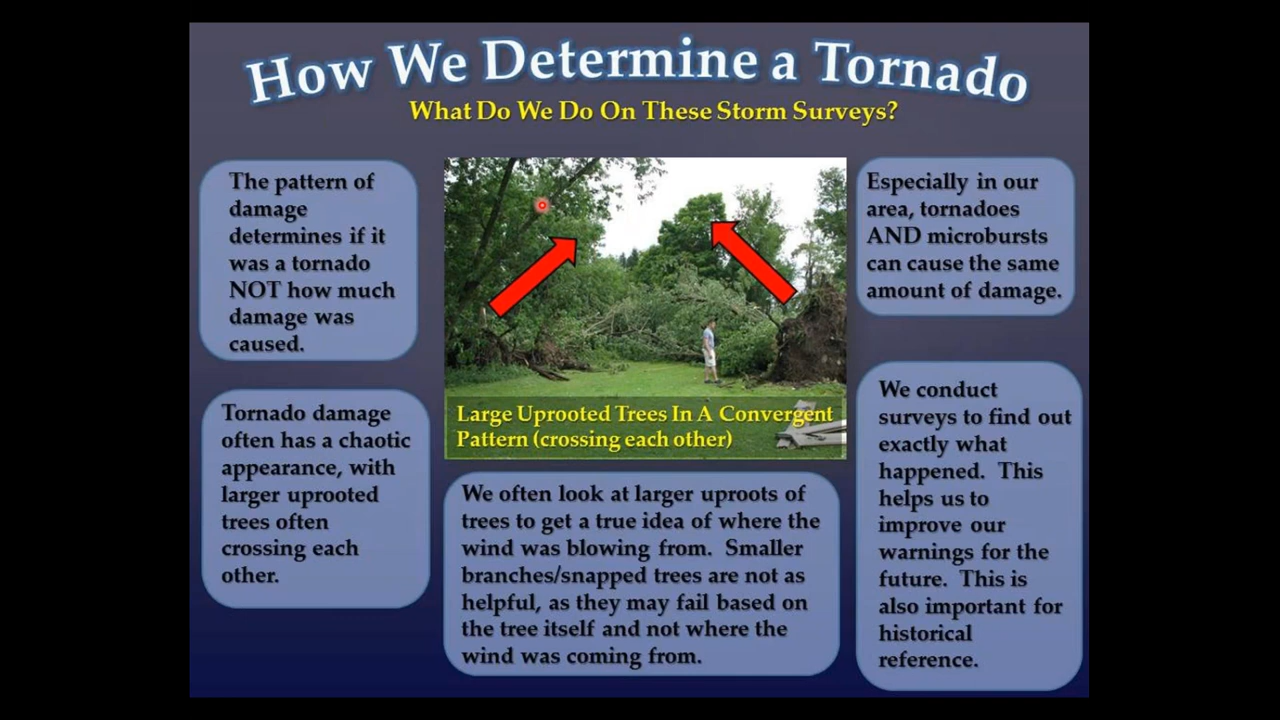 How We Determine a Tornado
What Do We Do On These Storm Surveys?
The pattern of
damage
determines if it
was a tornado
NOT how much
damage was
caused.
Tornado damage
often has a chaotic
appearance, with
larger uprooted
trees often
crossing each
other.
Large Uprooted Trees In A Convergent
Pattern (crossing each other)
We often look at larger uproots of
trees to get a true idea of where the
wind was blowing from.  Smaller
branches/snapped trees are not as
helpful, as they may fail based on
the tree itself and not where the
wind was coming from.
Especially in our
area, tornadoes
AND microbursts
can cause the same
amount of damage.
We conduct
surveys to find out
exactly what
happened.  This
helps us to
improve our
warnings for the
future.  This is
also important for
historical
reference.